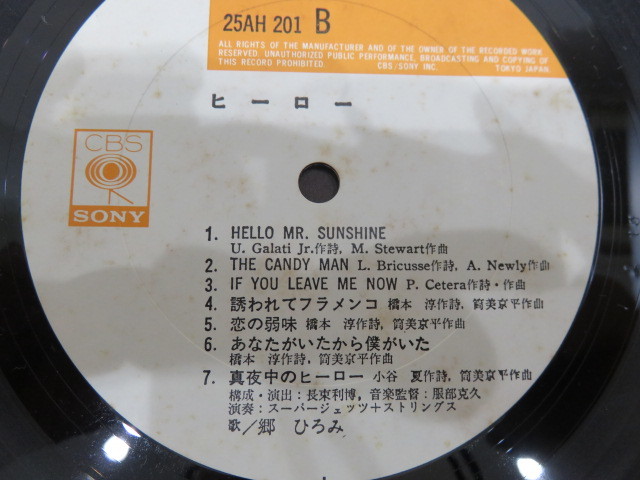 25AH 201 B
ALL RIGHTS OF THE MANUFACTURER AND OF THE OWNER OF THE RECORDED WORK
RESERVED. UNAUTHORIZED PUBLIC PERFORMANCE, BROADCASTING AND COPYING OF
THIS RECORD PROHIBITED. CBS/SONY INC. TOKYO JAPAN.
ヒーロー
CBS
SONY
1. HELLO MR. SUNSHINE
U. Galati Jr.作詩, M. Stewart作曲
2. THE CANDY MAN L. Bricusse作詩, A. Newly作曲
3. IF YOU LEAVE ME NOW P. Cetera作詩・作曲
4. 誘われてフラメンコ 橋本 淳作詩, 筒美京平作曲
5. 恋の弱味 橋本 淳作詩, 筒美京平作曲
6. あなたがいたから僕がいた
橋本 淳作詩, 筒美京平作曲
7. 真夜中のヒーロー 小谷 夏作詩, 筒美京平作曲
構成・演出：長束利博, 音楽監督：服部克久
演奏：スーパージェッツ＋ストリングス
歌／郷 ひろみ